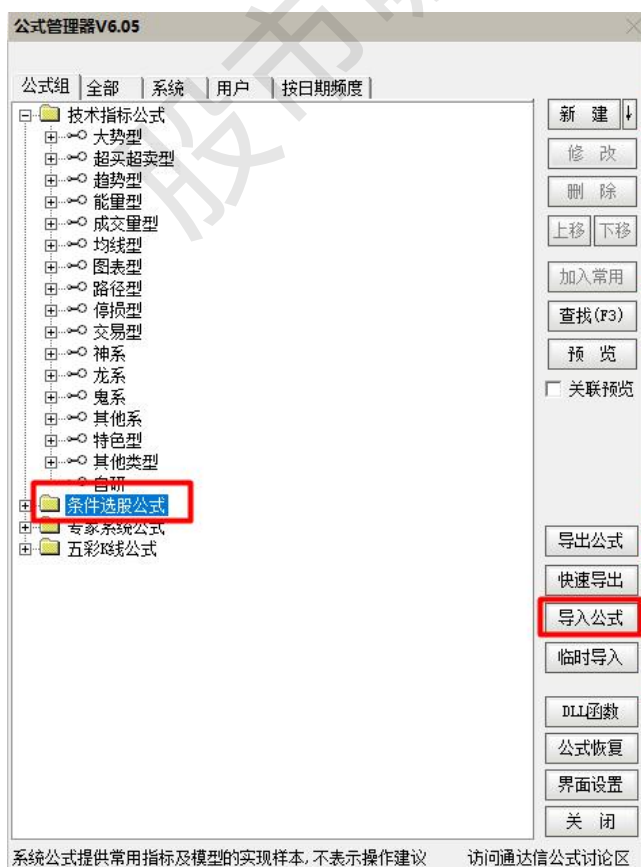 公式管理器V6.05
公式组 全部 系统 用户 按日期频度
技术指标公式
大势型
超买超卖型
趋势型
能量型
成交量型
均线型
图表型
路径型
停损型
交易型
神系
龙系
鬼系
其他系
特色型
其他类型
自研
条件选股公式
专家系统公式
五彩K线公式
新 建
修 改
删 除
上移 下移
加入常用
查找(F3)
预 览
关联预览
导出公式
快速导出
导入公式
临时导入
DLL函数
公式恢复
界面设置
关 闭
系统公式提供常用指标及模型的实现样本,不表示操作建议 访问通达信公式讨论区
股市